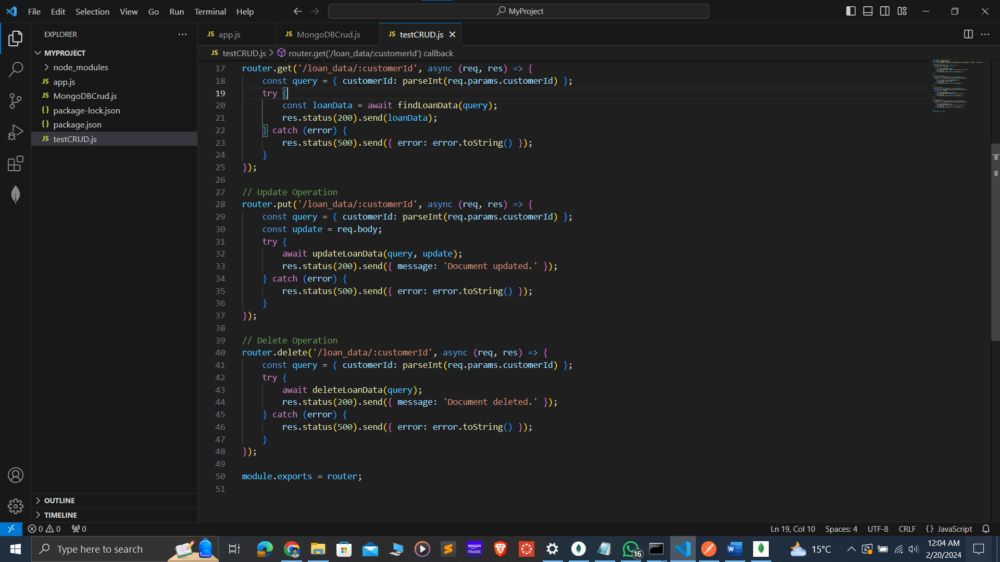 File Edit Selection View Go Run Terminal Help
MyProject
EXPLORER
JS app.js
JS MongoDBCrud.js
JS testCRUD.js
JS testCRUD.js > router.get('/loan_data/:customerId') callback
MYPROJECT
node_modules
JS app.js
JS MongoDBCrud.js
{} package-lock.json
{} package.json
JS testCRUD.js
OUTLINE
TIMELINE
17 router.get('/loan_data/:customerId', async (req, res) => {
18 const query = { customerId: parseInt(req.params.customerId) };
19 try {
20 const loanData = await findLoanData(query);
21 res.status(200).send(loanData);
22 } catch (error) {
23 res.status(500).send({ error: error.toString() });
24 }
25 });
26
27 // Update Operation
28 router.put('/loan_data/:customerId', async (req, res) => {
29 const query = { customerId: parseInt(req.params.customerId) };
30 const update = req.body;
31 try {
32 await updateLoanData(query, update);
33 res.status(200).send({ message: 'Document updated.' });
34 } catch (error) {
35 res.status(500).send({ error: error.toString() });
36 }
37 });
38
39 // Delete Operation
40 router.delete('/loan_data/:customerId', async (req, res) => {
41 const query = { customerId: parseInt(req.params.customerId) };
42 try {
43 await deleteLoanData(query);
44 res.status(200).send({ message: 'Document deleted.' });
45 } catch (error) {
46 res.status(500).send({ error: error.toString() });
47 }
48 });
49
50 module.exports = router;
51
0 0 0
Ln 19, Col 10 Spaces: 4 UTF-8 CRLF {} JavaScript
Type here to search
amazon music
16
15°C
12:04 AM
2/20/2024